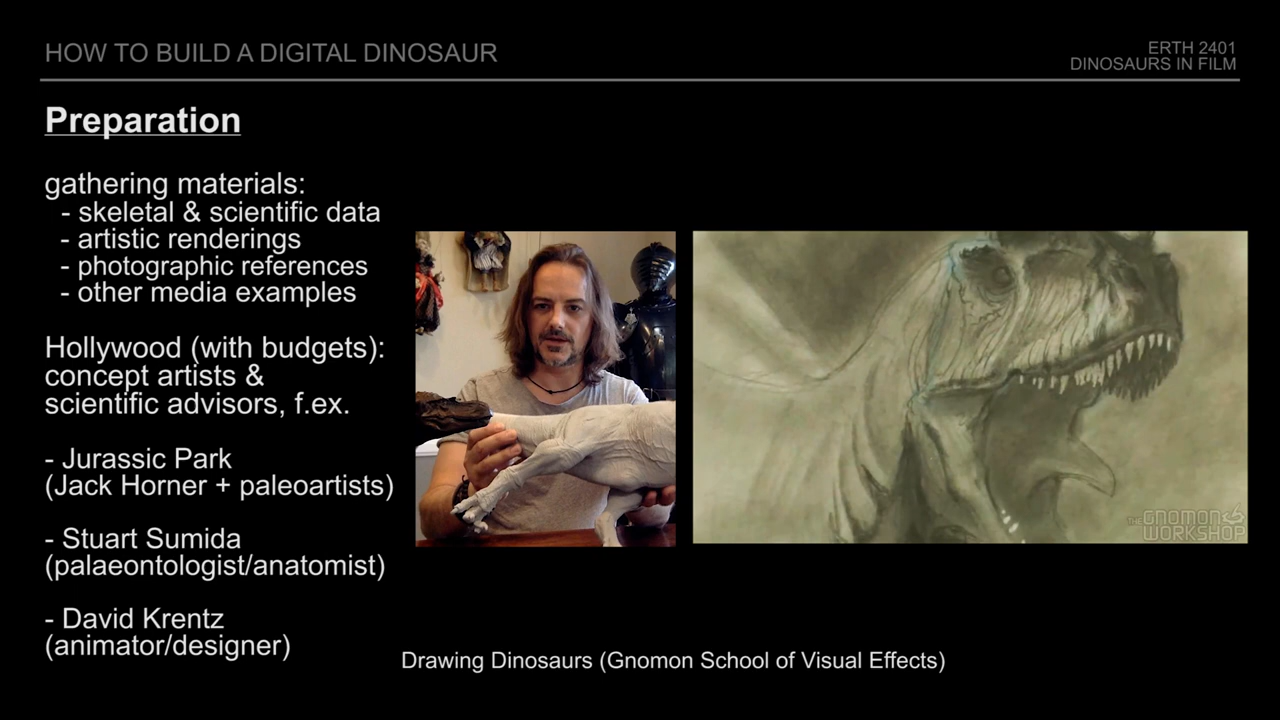 HOW TO BUILD A DIGITAL DINOSAUR
ERTH 2401
DINOSAURS IN FILM
Preparation
gathering materials:
- skeletal & scientific data
- artistic renderings
- photographic references
- other media examples
Hollywood (with budgets):
concept artists &
scientific advisors, f.ex.
- Jurassic Park
(Jack Horner + paleoartists)
- Stuart Sumida
(palaeontologist/anatomist)
- David Krentz
(animator/designer)
THE GNOMON
WORKSHOP
Drawing Dinosaurs (Gnomon School of Visual Effects)